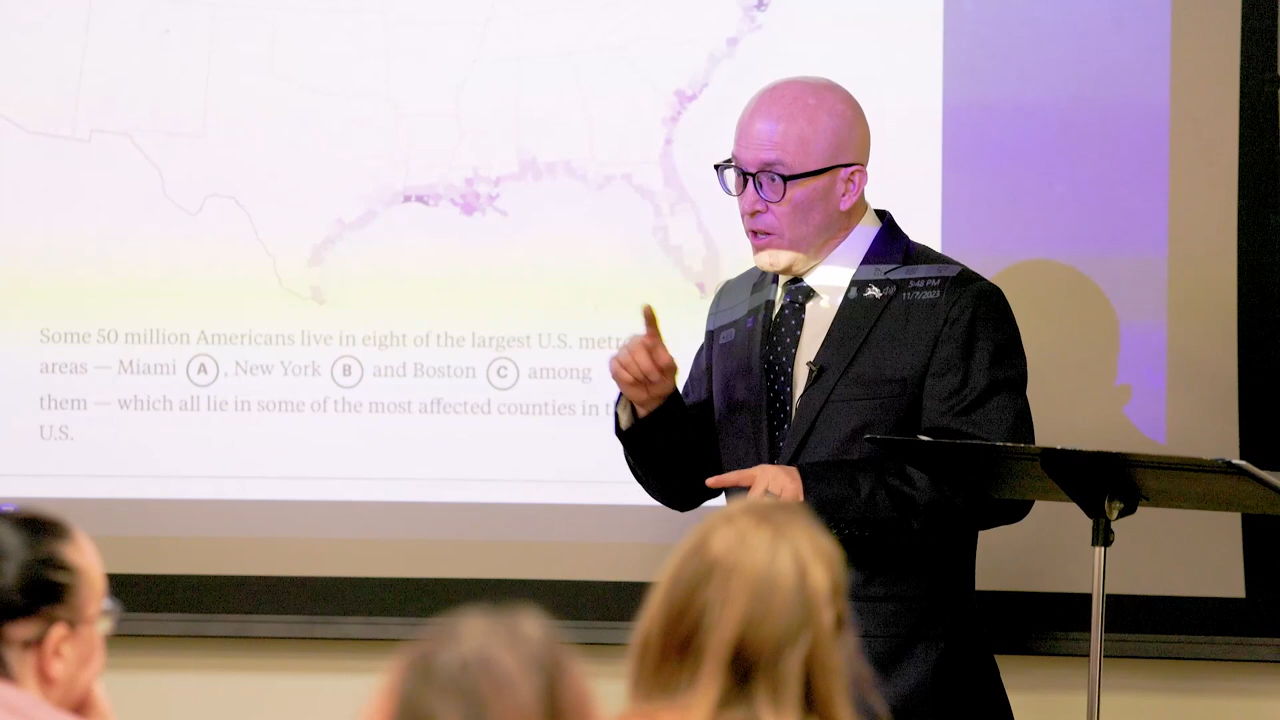 Some 50 million Americans live in eight of the largest U.S. metro
areas — Miami A, New York B and Boston C among
them — which all lie in some of the most affected counties in t
U.S.
5:48 PM
11/7/2023